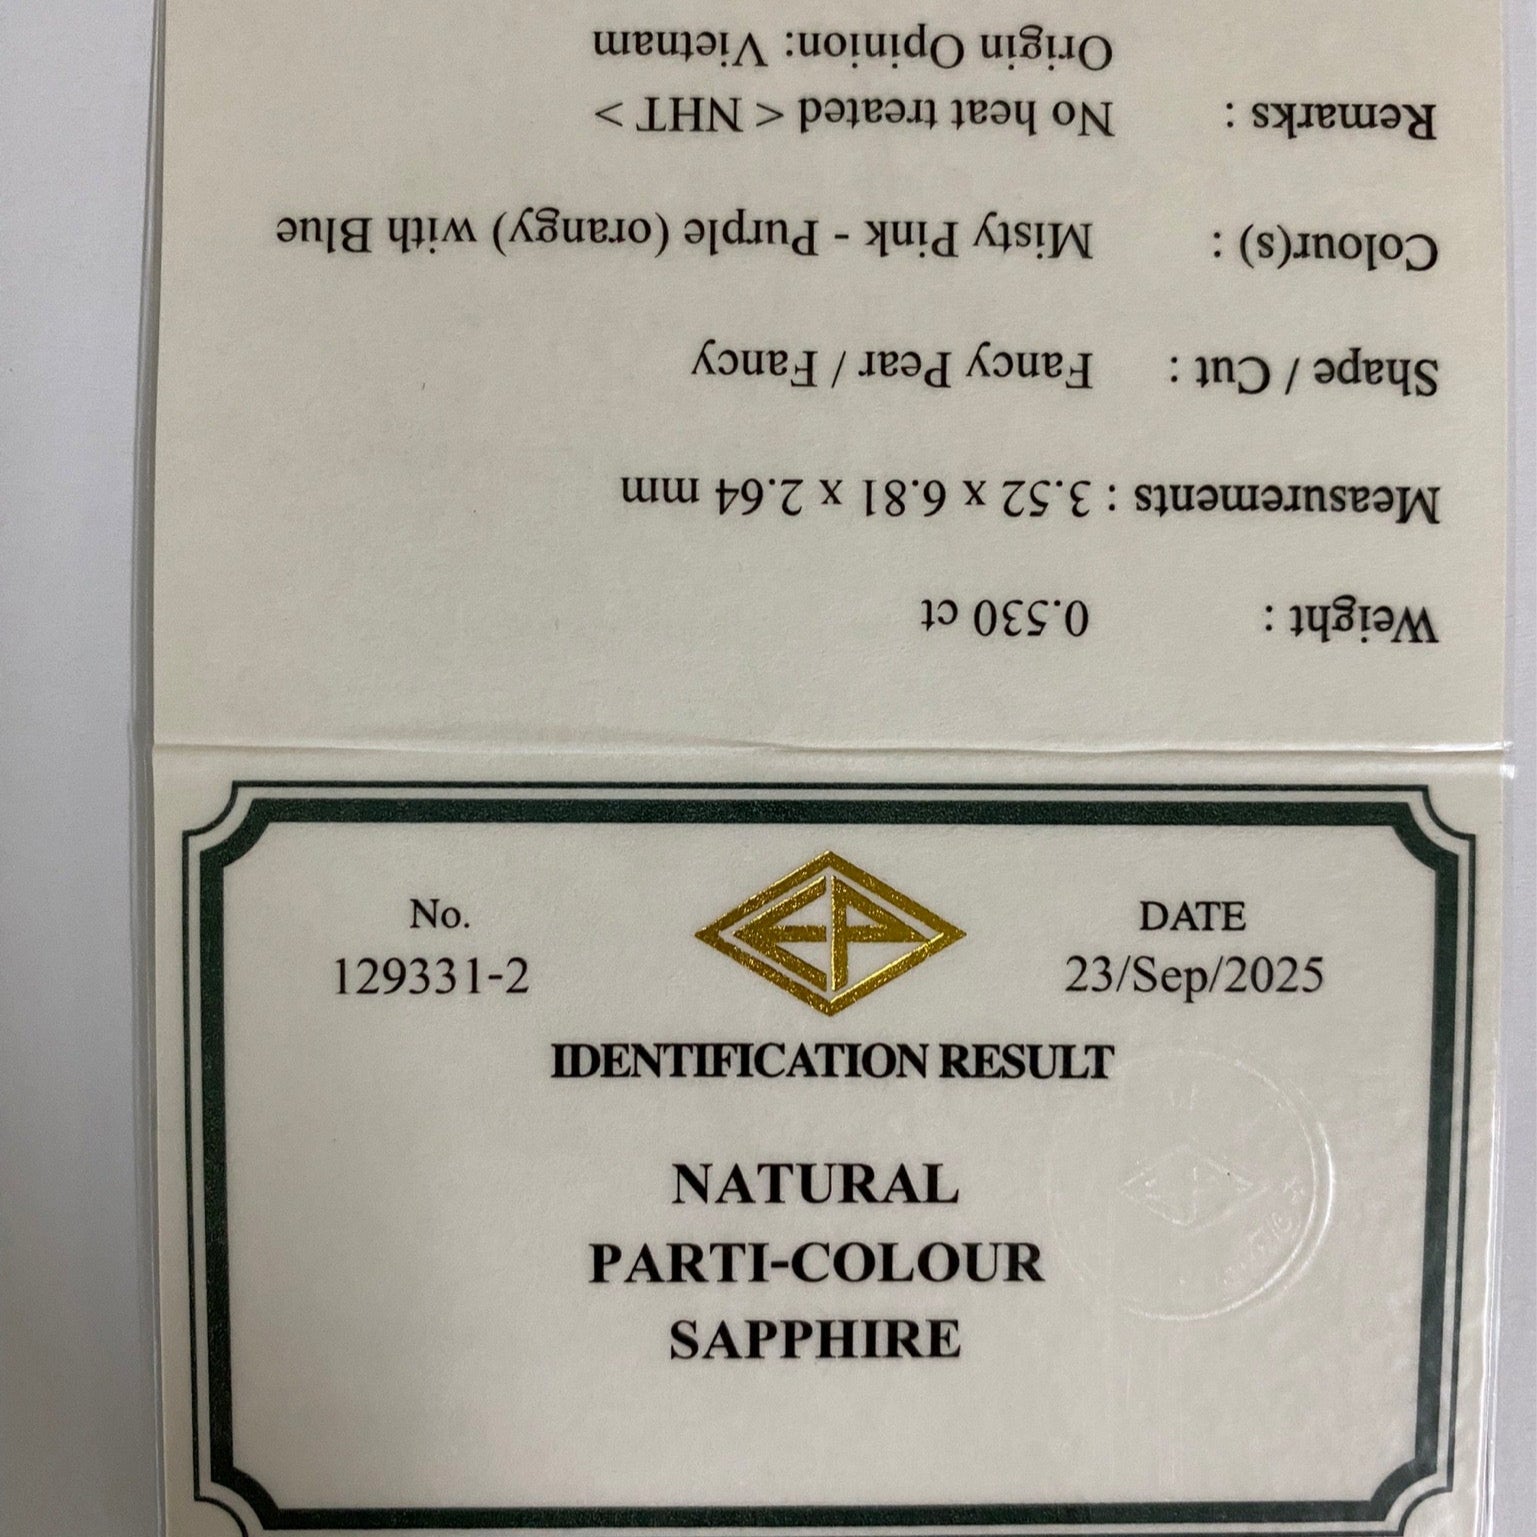 Weight : 0.530 ct
Measurements : 3.52 x 6.81 x 2.64 mm
Shape / Cut : Fancy Pear / Fancy
Colour(s) : Misty Pink - Purple (orangy) with Blue
Remarks : No heat treated < NHT >
Origin Opinion: Vietnam
No.
129331-2
EP
DATE
23/Sep/2025
IDENTIFICATION RESULT
NATURAL
PARTI-COLOUR
SAPPHIRE